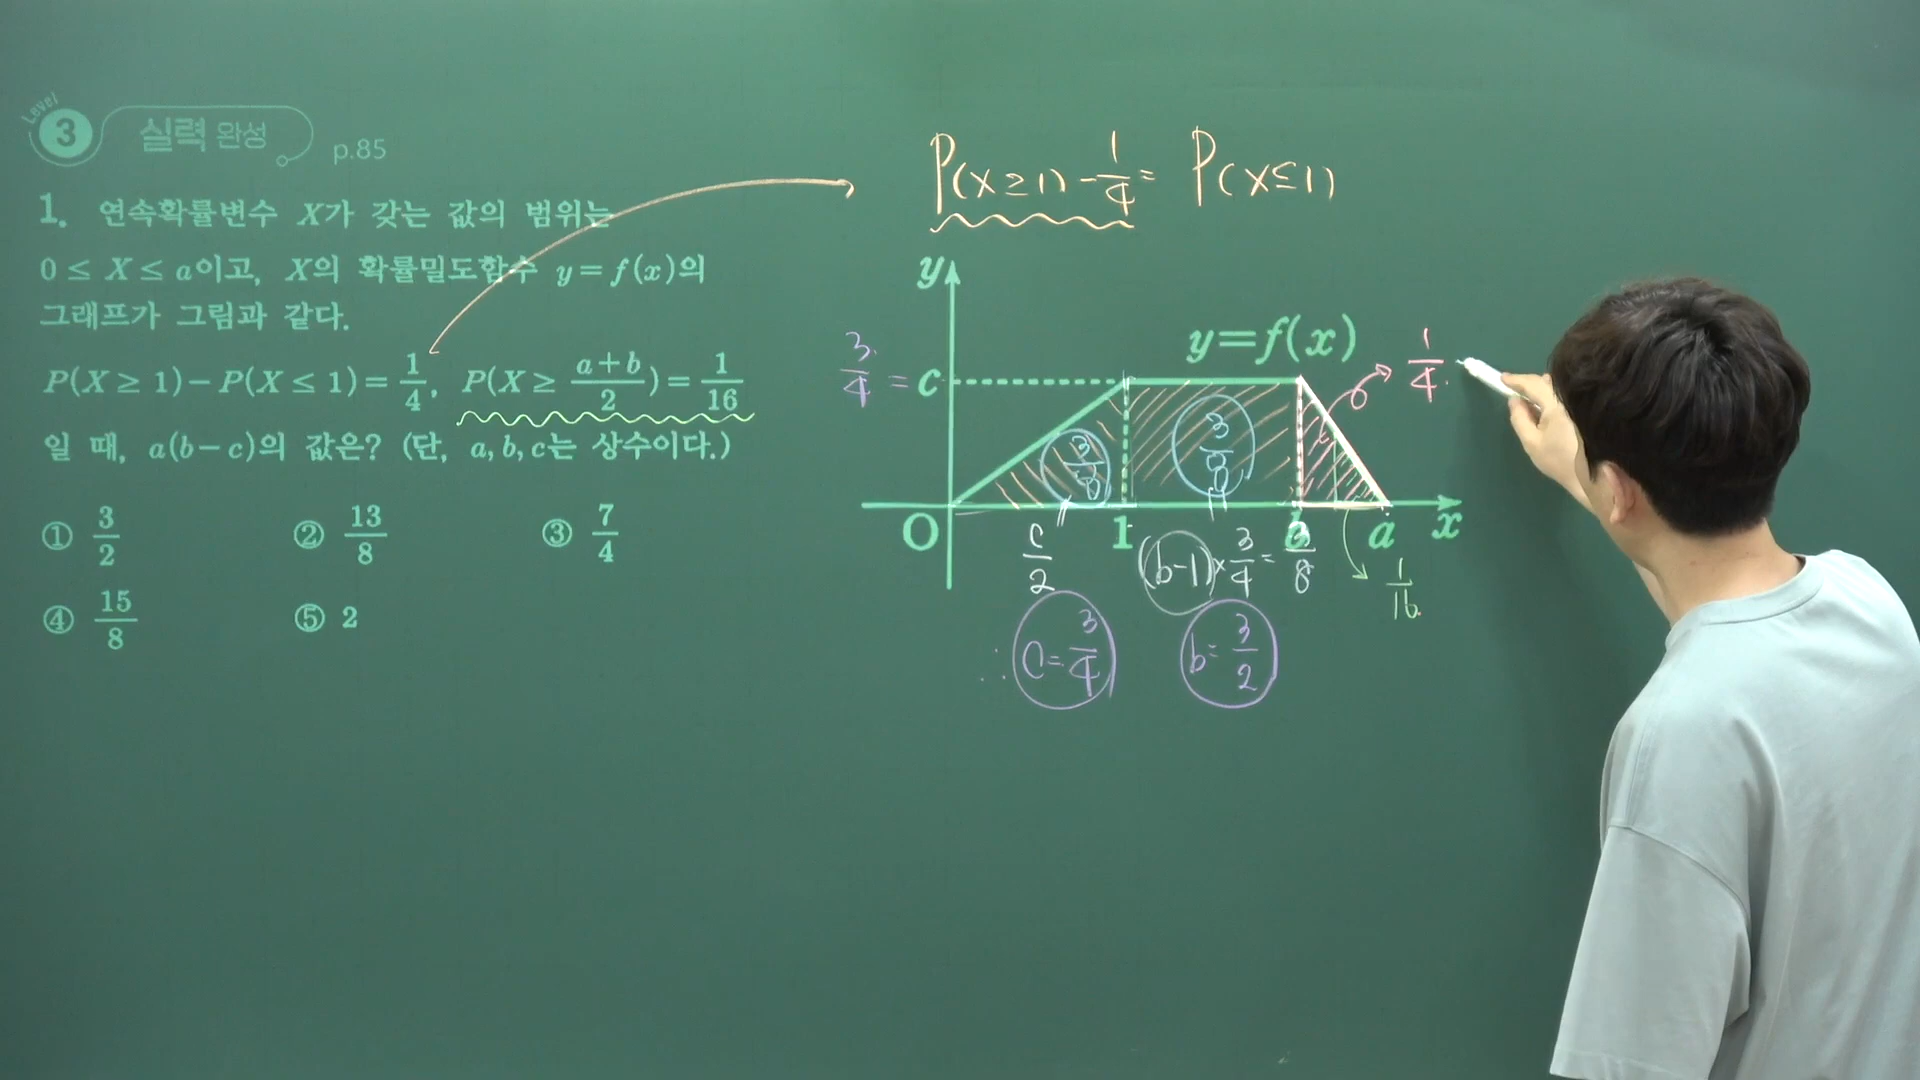 Level 3 실력 완성 p.85
1. 연속확률변수 X가 갖는 값의 범위는
0 ≤ X ≤ a이고, X의 확률밀도함수 y=f(x)의
그래프가 그림과 같다.
P(X ≥ 1)−P(X ≤ 1)=1/4, P(X ≥ (a+b)/2)=1/16
일 때, a(b−c)의 값은? (단, a, b, c는 상수이다.)
① 3/2 ② 13/8 ③ 7/4
④ 15/8 ⑤ 2
P(X≥1)-1/4= P(X≤1)
y
y=f(x)
3/4 = c
1/4
3/8 3/8
O 1 b a x
c/2 (b-1)×3/4=3/8 1/16
∴ C=3/4 b=3/2